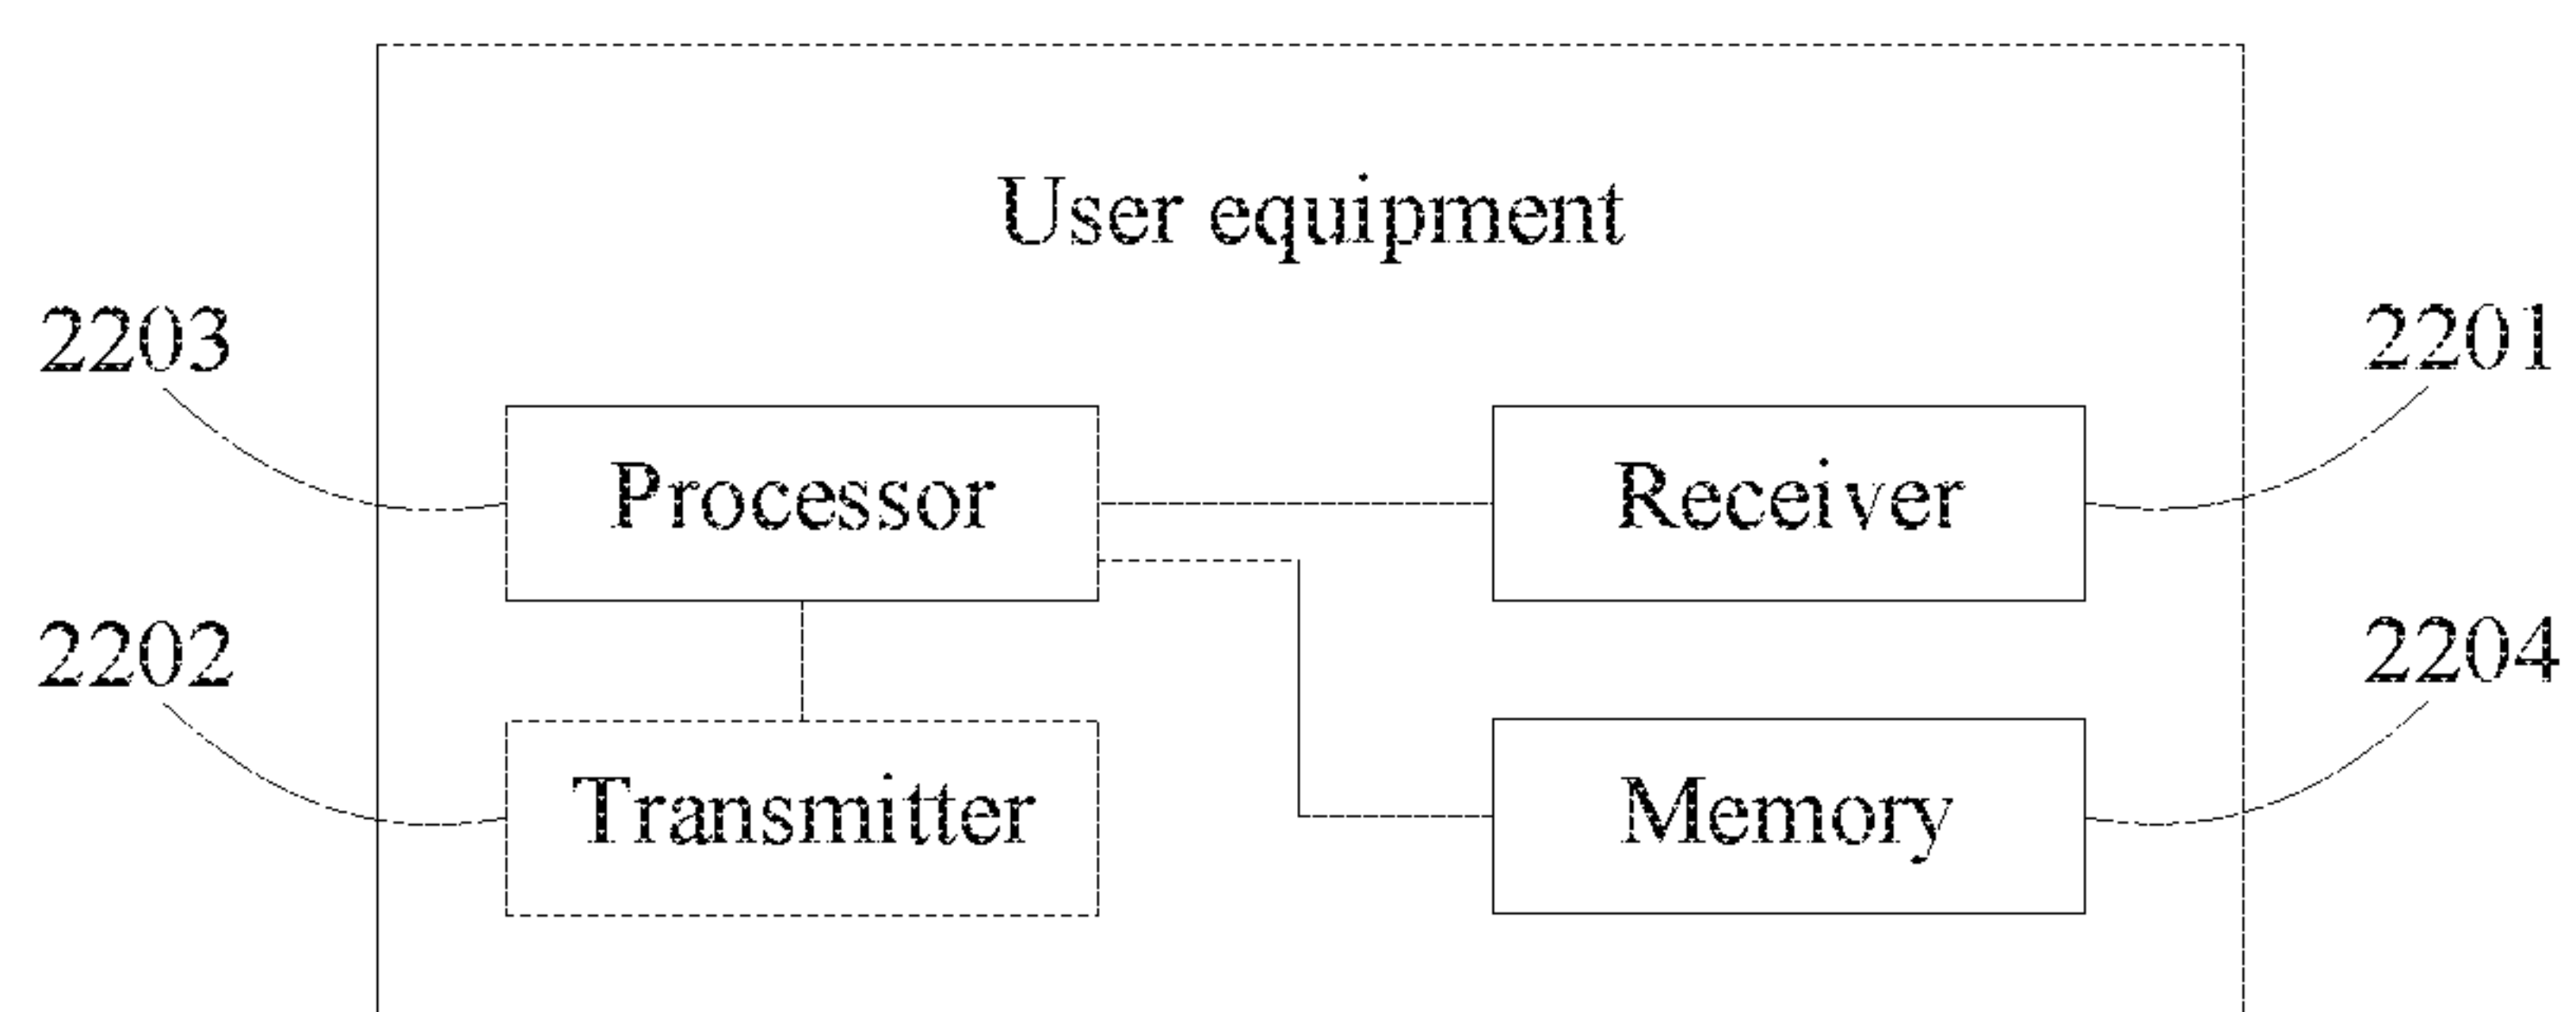 User equipment
2203
2201
Processor
Receiver
2202
2204
Transmitter
Memory